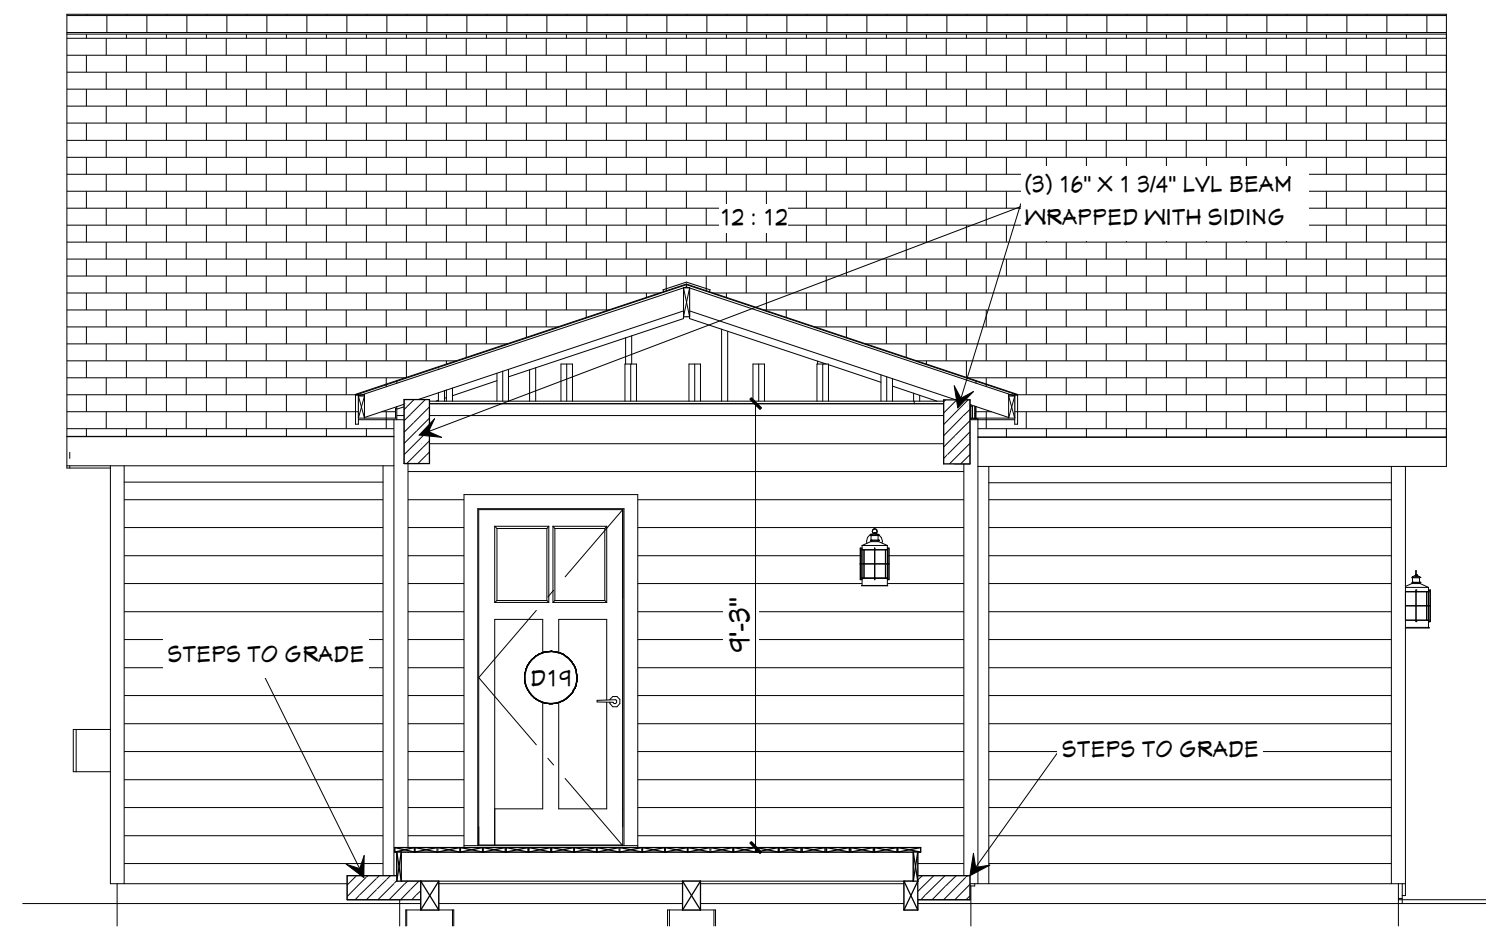 (3) 16" X 1 3/4" LVL BEAM
WRAPPED WITH SIDING
12 : 12
9'-3"
STEPS TO GRADE
D19
STEPS TO GRADE